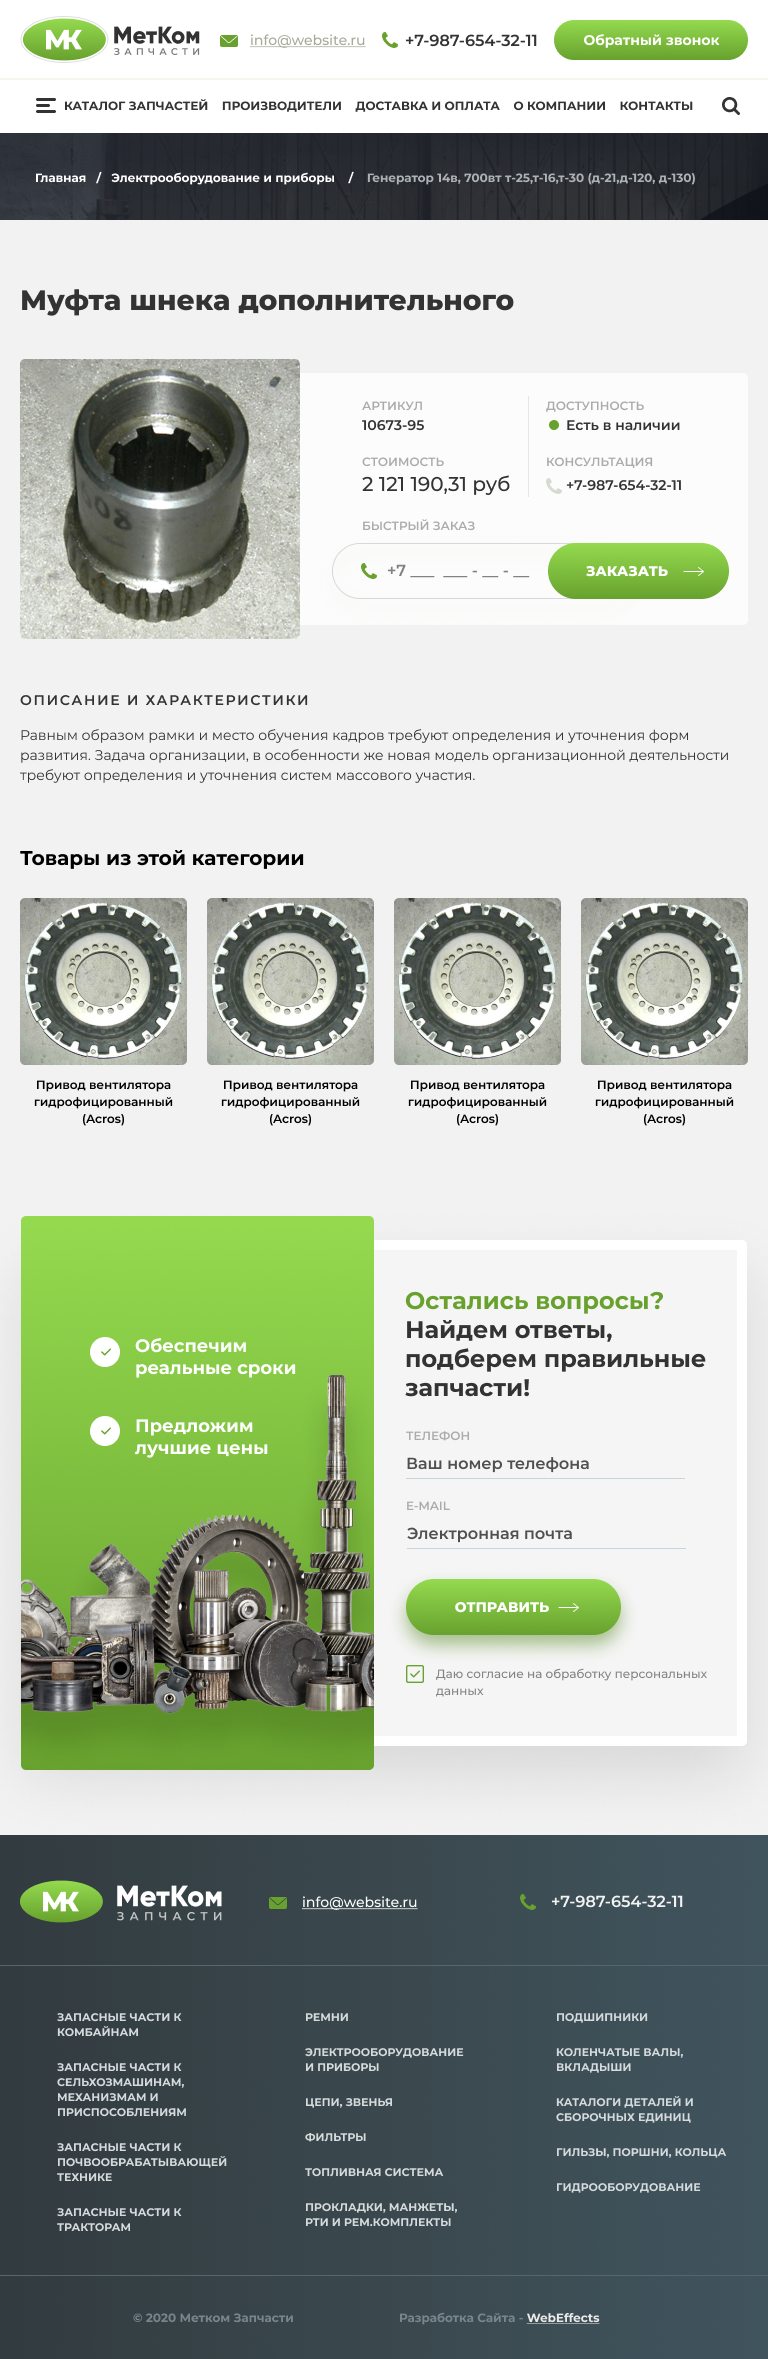 МК МетКом
ЗАПЧАСТИ
info@website.ru
+7-987-654-32-11
Обратный звонок
КАТАЛОГ ЗАПЧАСТЕЙ ПРОИЗВОДИТЕЛИ ДОСТАВКА И ОПЛАТА О КОМПАНИИ КОНТАКТЫ
Главная / Электрооборудование и приборы / Генератор 14в, 700вт т-25,т-16,т-30 (д-21,д-120, д-130)
Муфта шнека дополнительного
АРТИКУЛ
10673-95
ДОСТУПНОСТЬ
Есть в наличии
СТОИМОСТЬ
2 121 190,31 руб
КОНСУЛЬТАЦИЯ
+7-987-654-32-11
БЫСТРЫЙ ЗАКАЗ
+7 ___ ___ - __ - __
ЗАКАЗАТЬ
ОПИСАНИЕ И ХАРАКТЕРИСТИКИ
Равным образом рамки и место обучения кадров требуют определения и уточнения форм
развития. Задача организации, в особенности же новая модель организационной деятельности
требуют определения и уточнения систем массового участия.
Товары из этой категории
Привод вентилятора
гидрофицированный
(Acros)
Привод вентилятора
гидрофицированный
(Acros)
Привод вентилятора
гидрофицированный
(Acros)
Привод вентилятора
гидрофицированный
(Acros)
Обеспечим
реальные сроки
Предложим
лучшие цены
Остались вопросы?
Найдем ответы,
подберем правильные
запчасти!
ТЕЛЕФОН
Ваш номер телефона
E-MAIL
Электронная почта
ОТПРАВИТЬ
Даю согласие на обработку персональных
данных
МК МетКом
ЗАПЧАСТИ
info@website.ru
+7-987-654-32-11
ЗАПАСНЫЕ ЧАСТИ К
КОМБАЙНАМ
ЗАПАСНЫЕ ЧАСТИ К
СЕЛЬХОЗМАШИНАМ,
МЕХАНИЗМАМ И
ПРИСПОСОБЛЕНИЯМ
ЗАПАСНЫЕ ЧАСТИ К
ПОЧВООБРАБАТЫВАЮЩЕЙ
ТЕХНИКЕ
ЗАПАСНЫЕ ЧАСТИ К
ТРАКТОРАМ
РЕМНИ
ЭЛЕКТРООБОРУДОВАНИЕ
И ПРИБОРЫ
ЦЕПИ, ЗВЕНЬЯ
ФИЛЬТРЫ
ТОПЛИВНАЯ СИСТЕМА
ПРОКЛАДКИ, МАНЖЕТЫ,
РТИ И РЕМ.КОМПЛЕКТЫ
ПОДШИПНИКИ
КОЛЕНЧАТЫЕ ВАЛЫ,
ВКЛАДЫШИ
КАТАЛОГИ ДЕТАЛЕЙ И
СБОРОЧНЫХ ЕДИНИЦ
ГИЛЬЗЫ, ПОРШНИ, КОЛЬЦА
ГИДРООБОРУДОВАНИЕ
© 2020 Метком Запчасти
Разработка Сайта - WebEffects